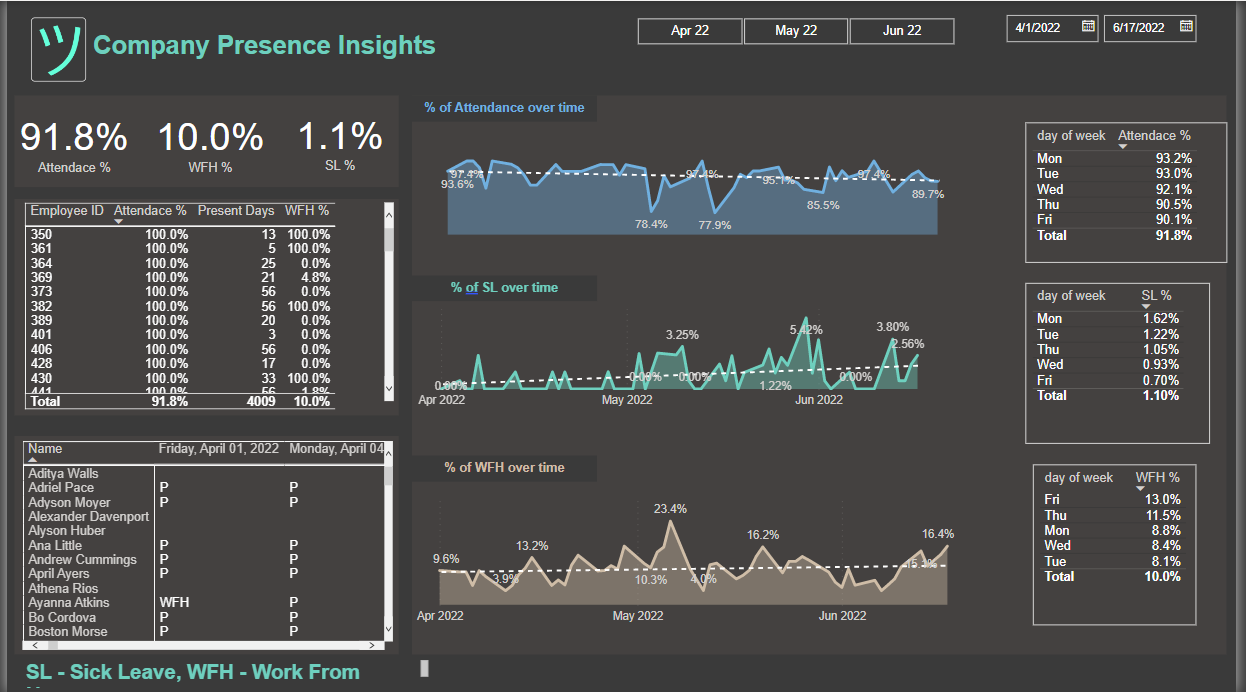 ツ
Company Presence Insights
Apr 22
May 22
Jun 22
4/1/2022
6/17/2022
91.8%
Attendace %
10.0%
WFH %
1.1%
SL %
Employee ID Attendace % Present Days WFH %
350 100.0% 13 100.0%
361 100.0% 5 100.0%
364 100.0% 25 0.0%
369 100.0% 21 4.8%
373 100.0% 56 0.0%
382 100.0% 56 100.0%
389 100.0% 20 0.0%
401 100.0% 3 0.0%
406 100.0% 56 0.0%
428 100.0% 17 0.0%
430 100.0% 33 100.0%
Total 91.8% 4009 10.0%
Name Friday, April 01, 2022 Monday, April 04
Aditya Walls
Adriel Pace P P
Adyson Moyer P P
Alexander Davenport
Alyson Huber
Ana Little P P
Andrew Cummings P P
April Ayers P P
Athena Rios
Ayanna Atkins WFH P
Bo Cordova P P
Boston Morse P P
SL - Sick Leave, WFH - Work From
% of Attendance over time
93.6%
97.4%
78.4%
97.4%
77.9%
95.1%
85.5%
97.4%
89.7%
% of SL over time
0.00%
0.00%
3.25%
0.00%
1.22%
5.42%
0.00%
3.80%
2.56%
Apr 2022
May 2022
Jun 2022
% of WFH over time
9.6%
3.9%
13.2%
10.3%
23.4%
4.0%
16.2%
16.4%
Apr 2022
May 2022
Jun 2022
day of week Attendace %
Mon 93.2%
Tue 93.0%
Wed 92.1%
Thu 90.5%
Fri 90.1%
Total 91.8%
day of week SL %
Mon 1.62%
Tue 1.22%
Thu 1.05%
Wed 0.93%
Fri 0.70%
Total 1.10%
day of week WFH %
Fri 13.0%
Thu 11.5%
Mon 8.8%
Wed 8.4%
Tue 8.1%
Total 10.0%